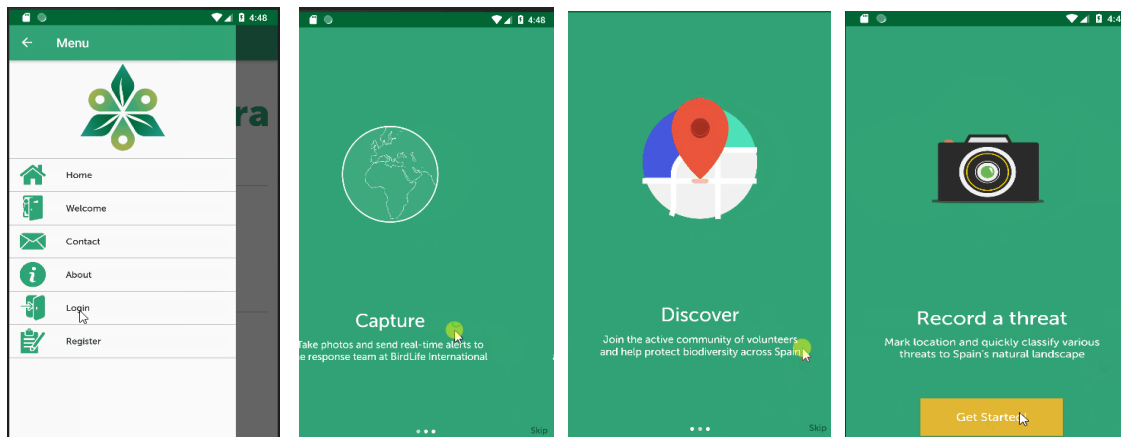 4:48
Menu
ra
Home
Welcome
Contact
About
Login
Register
4:48
Capture
Take photos and send real-time alerts to
e response team at BirdLife International
Skip
Discover
Join the active community of volunteers
and help protect biodiversity across Spain
Skip
4:4
Record a threat
Mark location and quickly classify various
threats to Spain's natural landscape
Get Started!